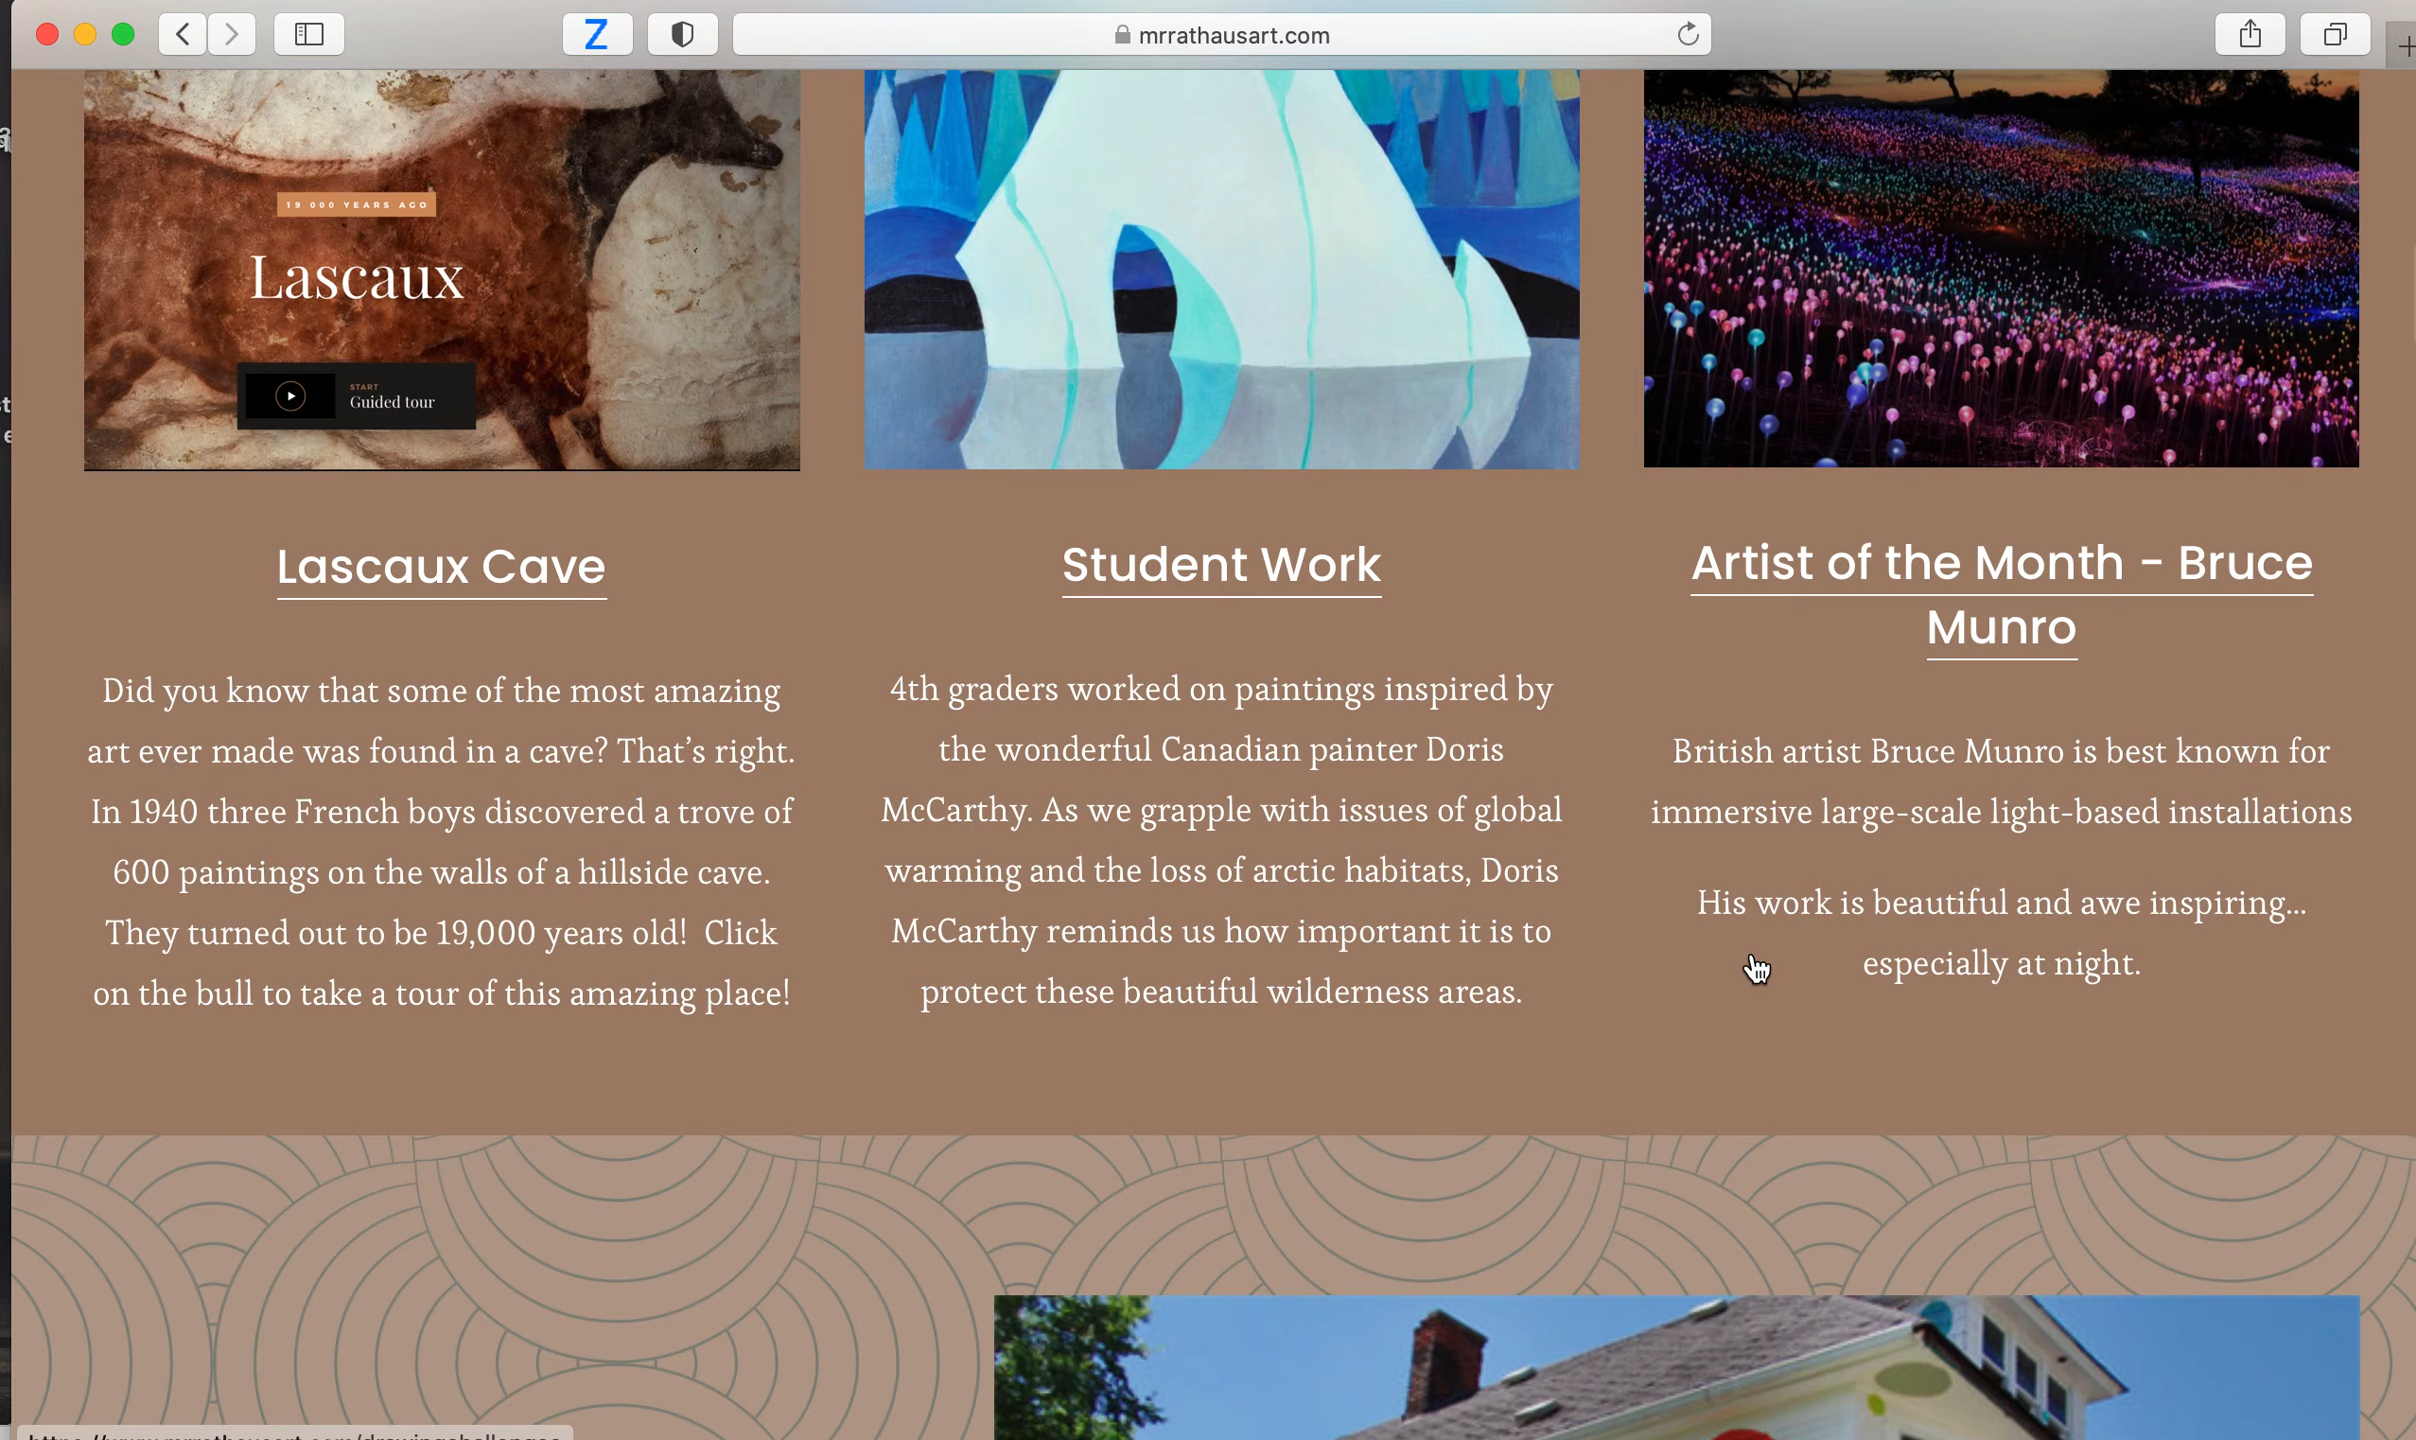 Z
mrrathausart.com
19 000 YEARS AGO
Lascaux
START
Guided tour
Lascaux Cave
Did you know that some of the most amazing
art ever made was found in a cave? That’s right.
In 1940 three French boys discovered a trove of
600 paintings on the walls of a hillside cave.
They turned out to be 19,000 years old!  Click
on the bull to take a tour of this amazing place!
Student Work
4th graders worked on paintings inspired by
the wonderful Canadian painter Doris
McCarthy. As we grapple with issues of global
warming and the loss of arctic habitats, Doris
McCarthy reminds us how important it is to
protect these beautiful wilderness areas.
Artist of the Month - Bruce
Munro
British artist Bruce Munro is best known for
immersive large-scale light-based installations
His work is beautiful and awe inspiring...
especially at night.